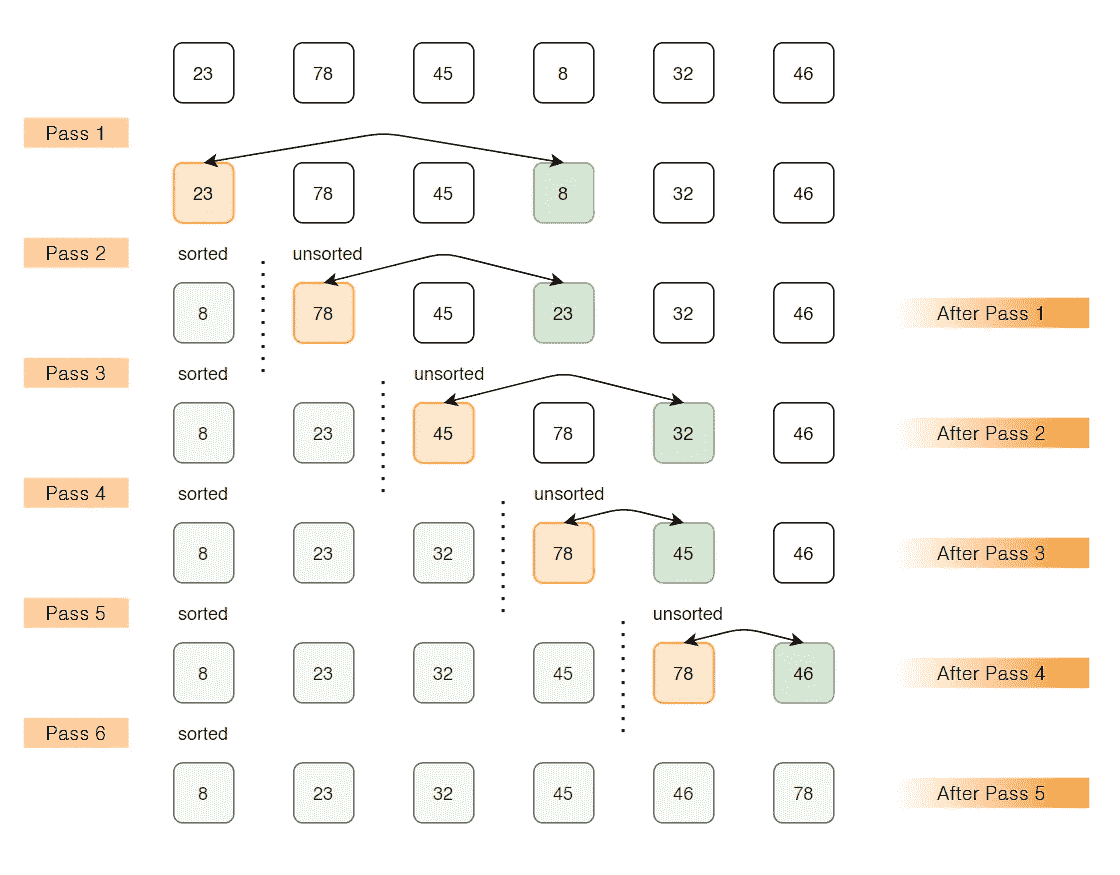 23 78 45 8 32 46
Pass 1
23 78 45 8 32 46
Pass 2 sorted unsorted
8 78 45 23 32 46 After Pass 1
Pass 3 sorted unsorted
8 23 45 78 32 46 After Pass 2
Pass 4 sorted unsorted
8 23 32 78 45 46 After Pass 3
Pass 5 sorted unsorted
8 23 32 45 78 46 After Pass 4
Pass 6 sorted
8 23 32 45 46 78 After Pass 5